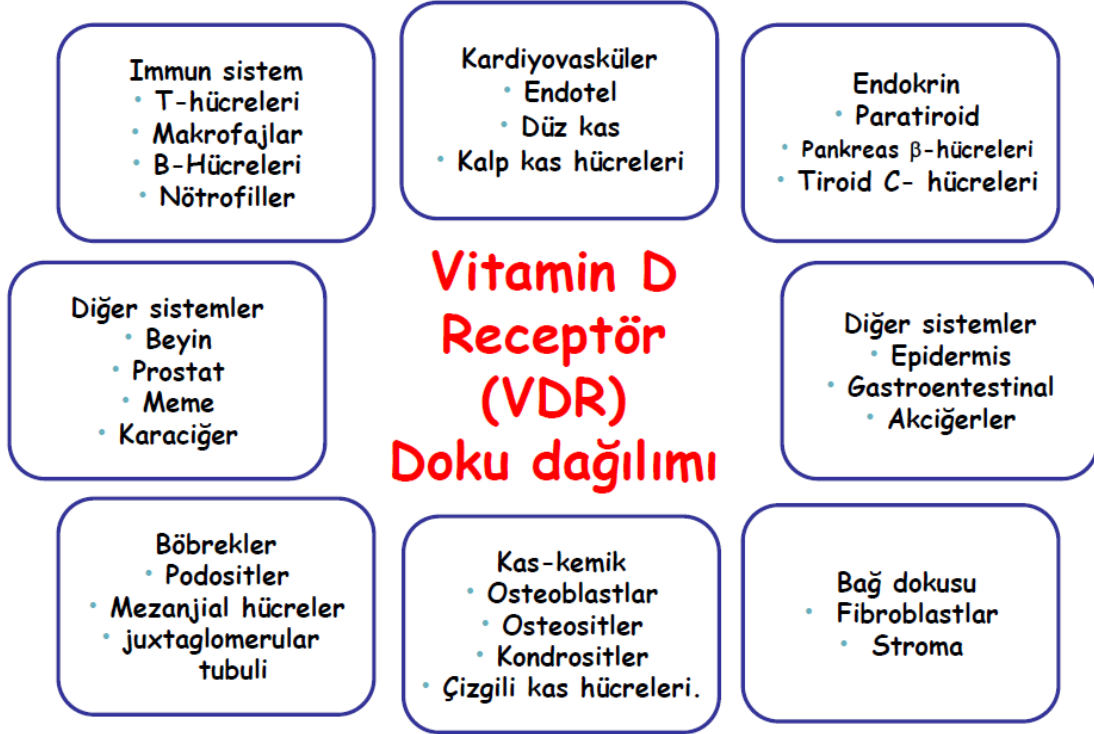 Immun sistem
• T-hücreleri
• Makrofajlar
• B-Hücreleri
• Nötrofiller
Kardiyovasküler
• Endotel
• Düz kas
• Kalp kas hücreleri
Endokrin
• Paratiroid
• Pankreas β-hücreleri
• Tiroid C- hücreleri
Diğer sistemler
• Beyin
• Prostat
• Meme
• Karaciğer
Vitamin D
Receptör
(VDR)
Doku dağılımı
Diğer sistemler
• Epidermis
• Gastroentestinal
• Akciğerler
Böbrekler
• Podositler
• Mezanjial hücreler
• juxtaglomerular
tubuli
Kas-kemik
• Osteoblastlar
• Osteositler
• Kondrositler
• Çizgili kas hücreleri.
Bağ dokusu
• Fibroblastlar
• Stroma